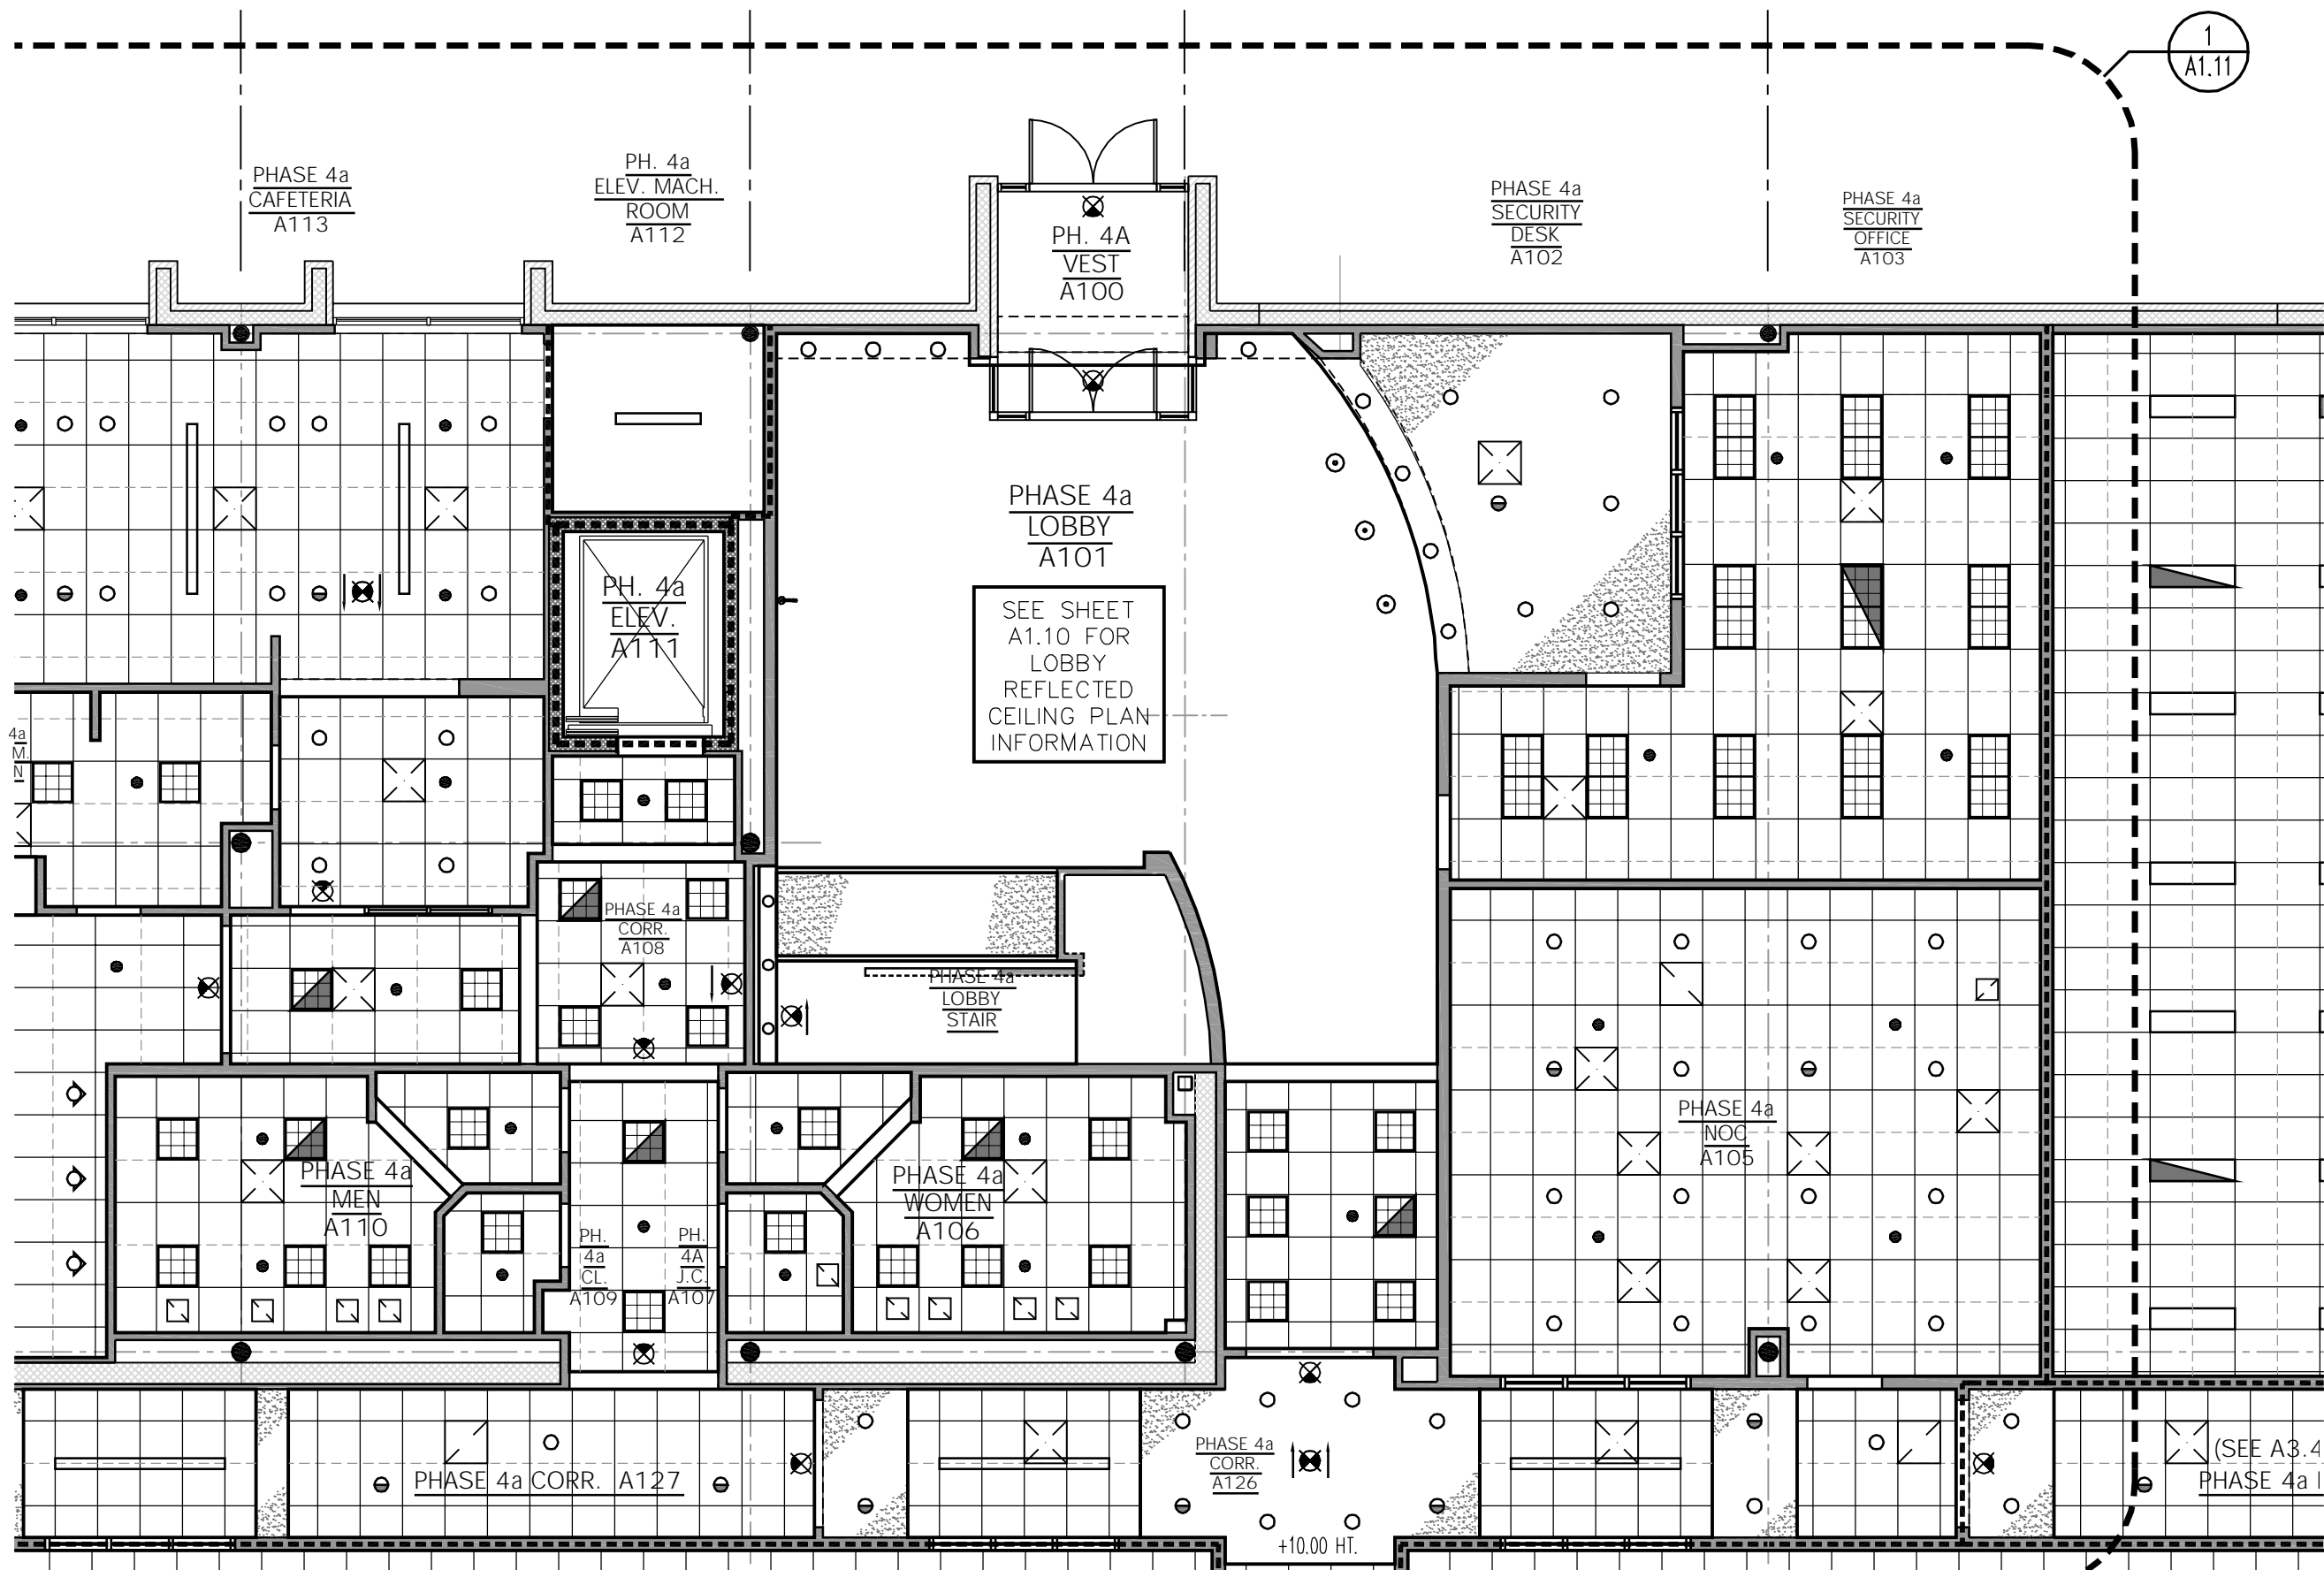 1
A1.11
PHASE 4a
CAFETERIA
A113
PH. 4a
ELEV. MACH.
ROOM
A112
PH. 4A
VEST
A100
PHASE 4a
SECURITY
DESK
A102
PHASE 4a
SECURITY
OFFICE
A103
PHASE 4a
LOBBY
A101
SEE SHEET
A1.10 FOR
LOBBY
REFLECTED
CEILING PLAN
INFORMATION
PH. 4a
ELEV.
A111
4a
M.
N
PHASE 4a
CORR.
A108
PHASE 4a
LOBBY
STAIR
PHASE 4a
MEN
A110
PH.
4a
CL.
A109
PH.
4A
J.C.
A107
PHASE 4a
WOMEN
A106
PHASE 4a
NOC
A105
PHASE 4a CORR. A127
PHASE 4a
CORR.
A126
+10.00 HT.
(SEE A3.4
PHASE 4a